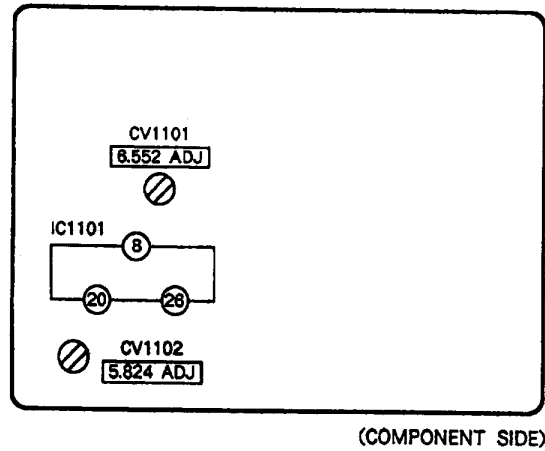 CV1101
6.552 ADJ
IC1101
8
20
26
CV1102
5.824 ADJ
(COMPONENT SIDE)